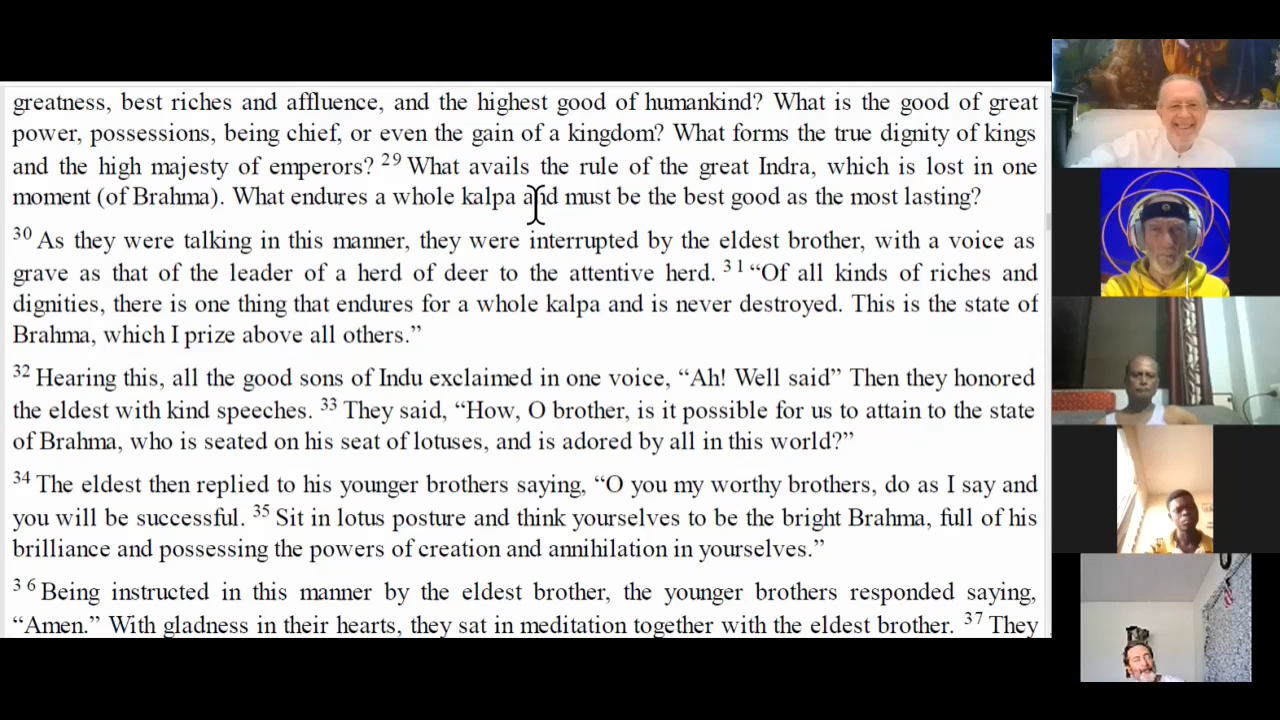 greatness, best riches and affluence, and the highest good of humankind? What is the good of great
power, possessions, being chief, or even the gain of a kingdom? What forms the true dignity of kings
and the high majesty of emperors? 29 What avails the rule of the great Indra, which is lost in one
moment (of Brahma). What endures a whole kalpa and must be the best good as the most lasting?
30 As they were talking in this manner, they were interrupted by the eldest brother, with a voice as
grave as that of the leader of a herd of deer to the attentive herd. 31 “Of all kinds of riches and
dignities, there is one thing that endures for a whole kalpa and is never destroyed. This is the state of
Brahma, which I prize above all others.”
32 Hearing this, all the good sons of Indu exclaimed in one voice, “Ah! Well said” Then they honored
the eldest with kind speeches. 33 They said, “How, O brother, is it possible for us to attain to the state
of Brahma, who is seated on his seat of lotuses, and is adored by all in this world?”
34 The eldest then replied to his younger brothers saying, “O you my worthy brothers, do as I say and
you will be successful. 35 Sit in lotus posture and think yourselves to be the bright Brahma, full of his
brilliance and possessing the powers of creation and annihilation in yourselves.”
36 Being instructed in this manner by the eldest brother, the younger brothers responded saying,
“Amen.” With gladness in their hearts, they sat in meditation together with the eldest brother. 37 They